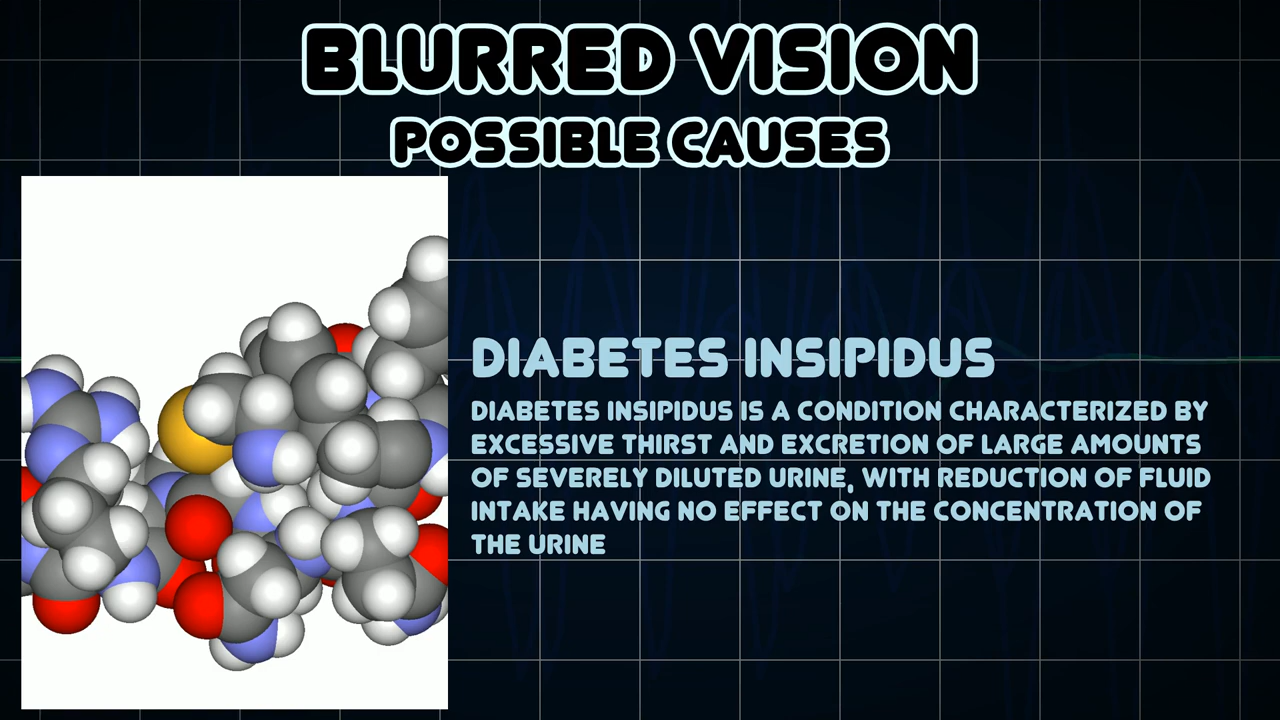 BLURRED VISION
POSSIBLE CAUSES
DIABETES INSIPIDUS
DIABETES INSIPIDUS IS A CONDITION CHARACTERIZED BY
EXCESSIVE THIRST AND EXCRETION OF LARGE AMOUNTS
OF SEVERELY DILUTED URINE, WITH REDUCTION OF FLUID
INTAKE HAVING NO EFFECT ON THE CONCENTRATION OF
THE URINE